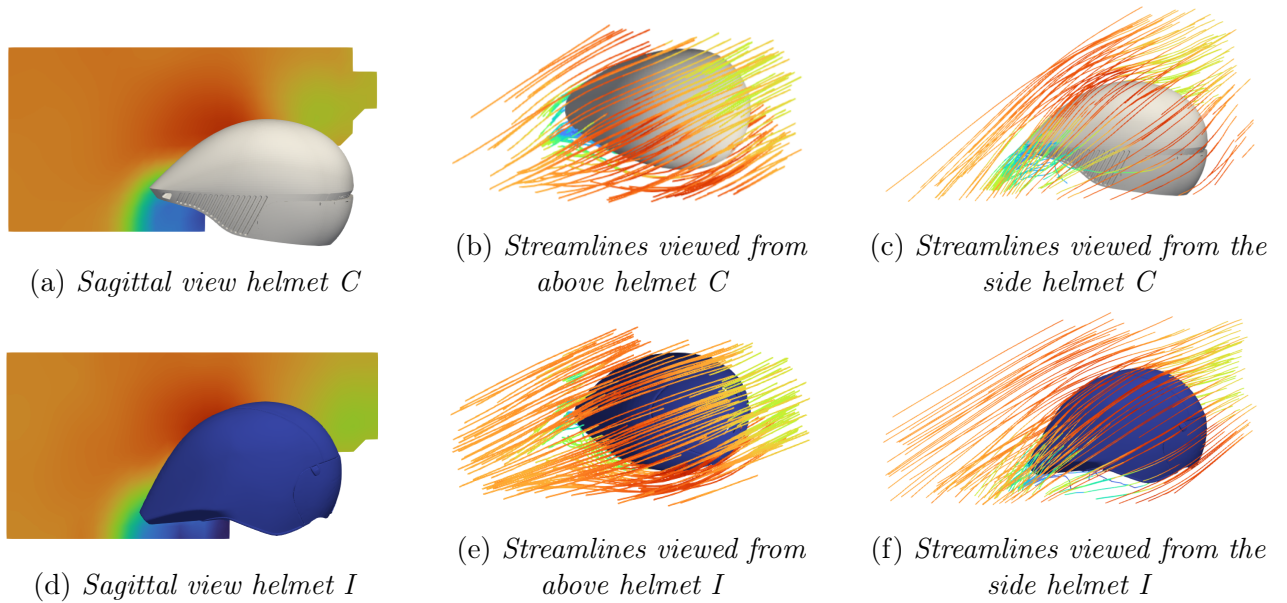 (a) Sagittal view helmet C
(b) Streamlines viewed from
above helmet C
(c) Streamlines viewed from the
side helmet C
(d) Sagittal view helmet I
(e) Streamlines viewed from
above helmet I
(f) Streamlines viewed from the
side helmet I